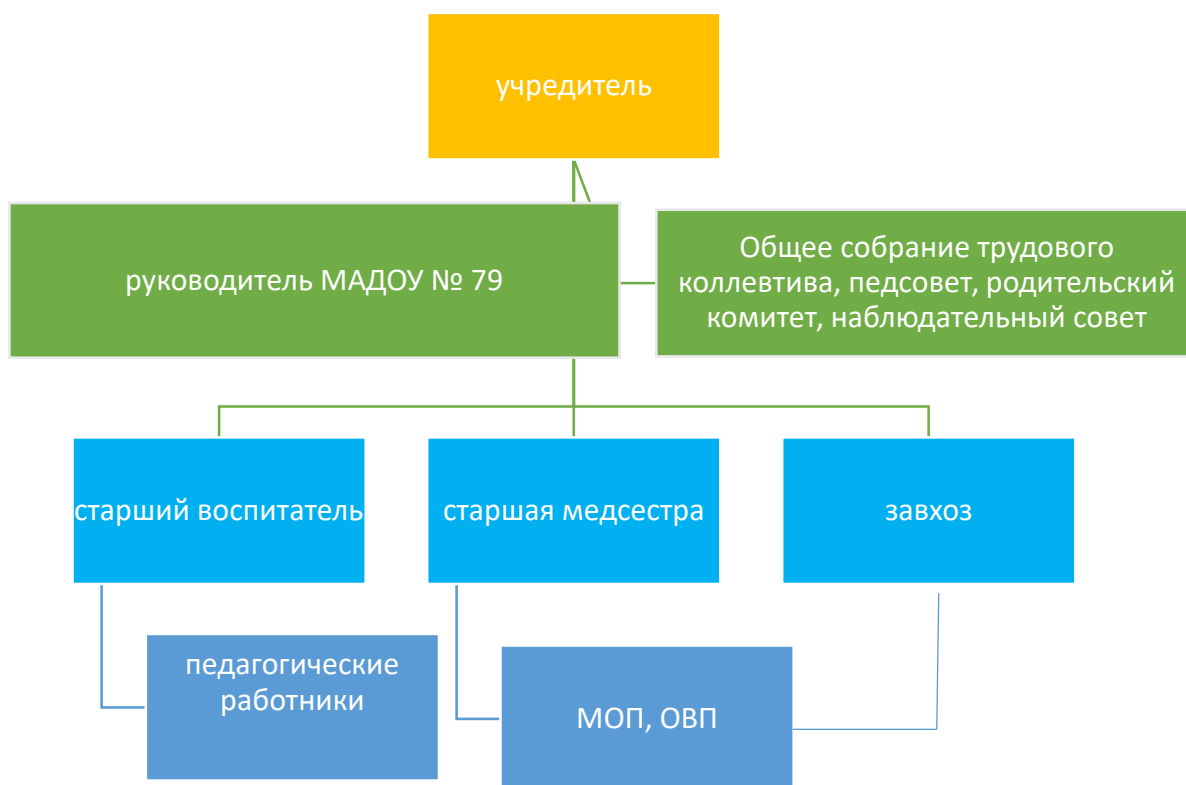 учредитель
руководитель МАДОУ № 79
Общее собрание трудового
коллевтива, педсовет, родительский
комитет, наблюдательный совет
старший воспитатель
старшая медсестра
завхоз
педагогические
работники
МОП, ОВП